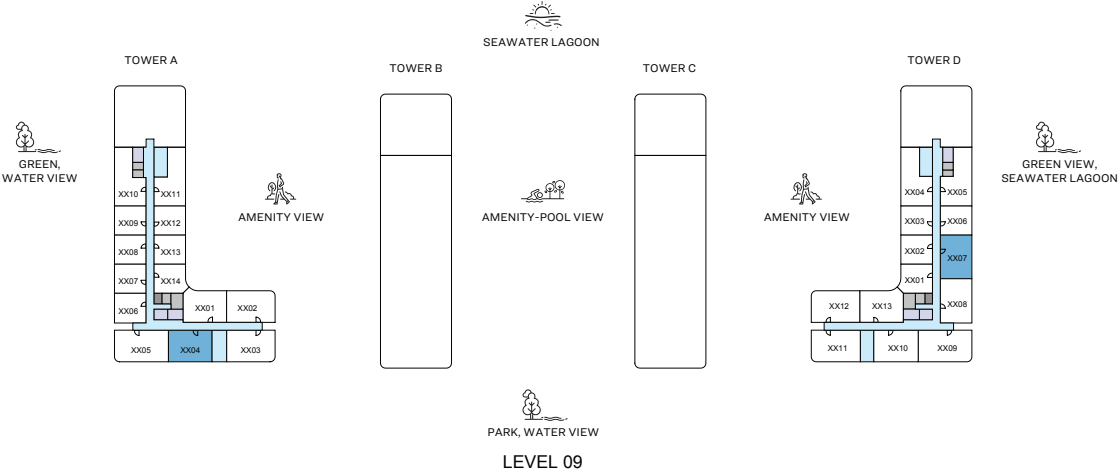 SEAWATER LAGOON
TOWER A
TOWER B
TOWER C
TOWER D
GREEN,
WATER VIEW
AMENITY VIEW
AMENITY-POOL VIEW
AMENITY VIEW
GREEN VIEW,
SEAWATER LAGOON
XX10 XX11
XX09 XX12
XX08 XX13
XX07 XX14
XX06 XX01 XX02
XX05 XX04 XX03
XX04 XX05
XX03 XX06
XX02 XX07
XX01
XX12 XX13 XX08
XX11 XX10 XX09
PARK, WATER VIEW
LEVEL 09